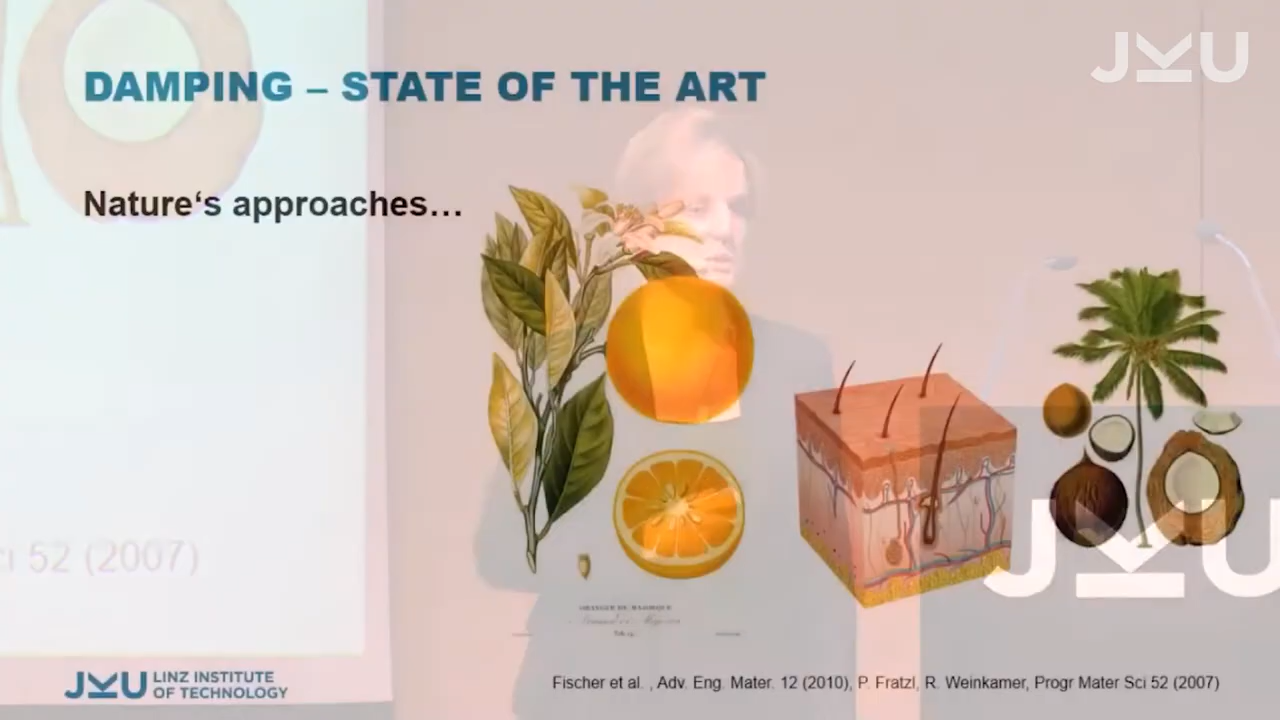 JKU
DAMPING – STATE OF THE ART
Nature‘s approaches…
52 (2007)
JKU
JKU LINZ INSTITUTE
OF TECHNOLOGY
Fischer et al. , Adv. Eng. Mater. 12 (2010), P. Fratzl, R. Weinkamer, Progr Mater Sci 52 (2007)